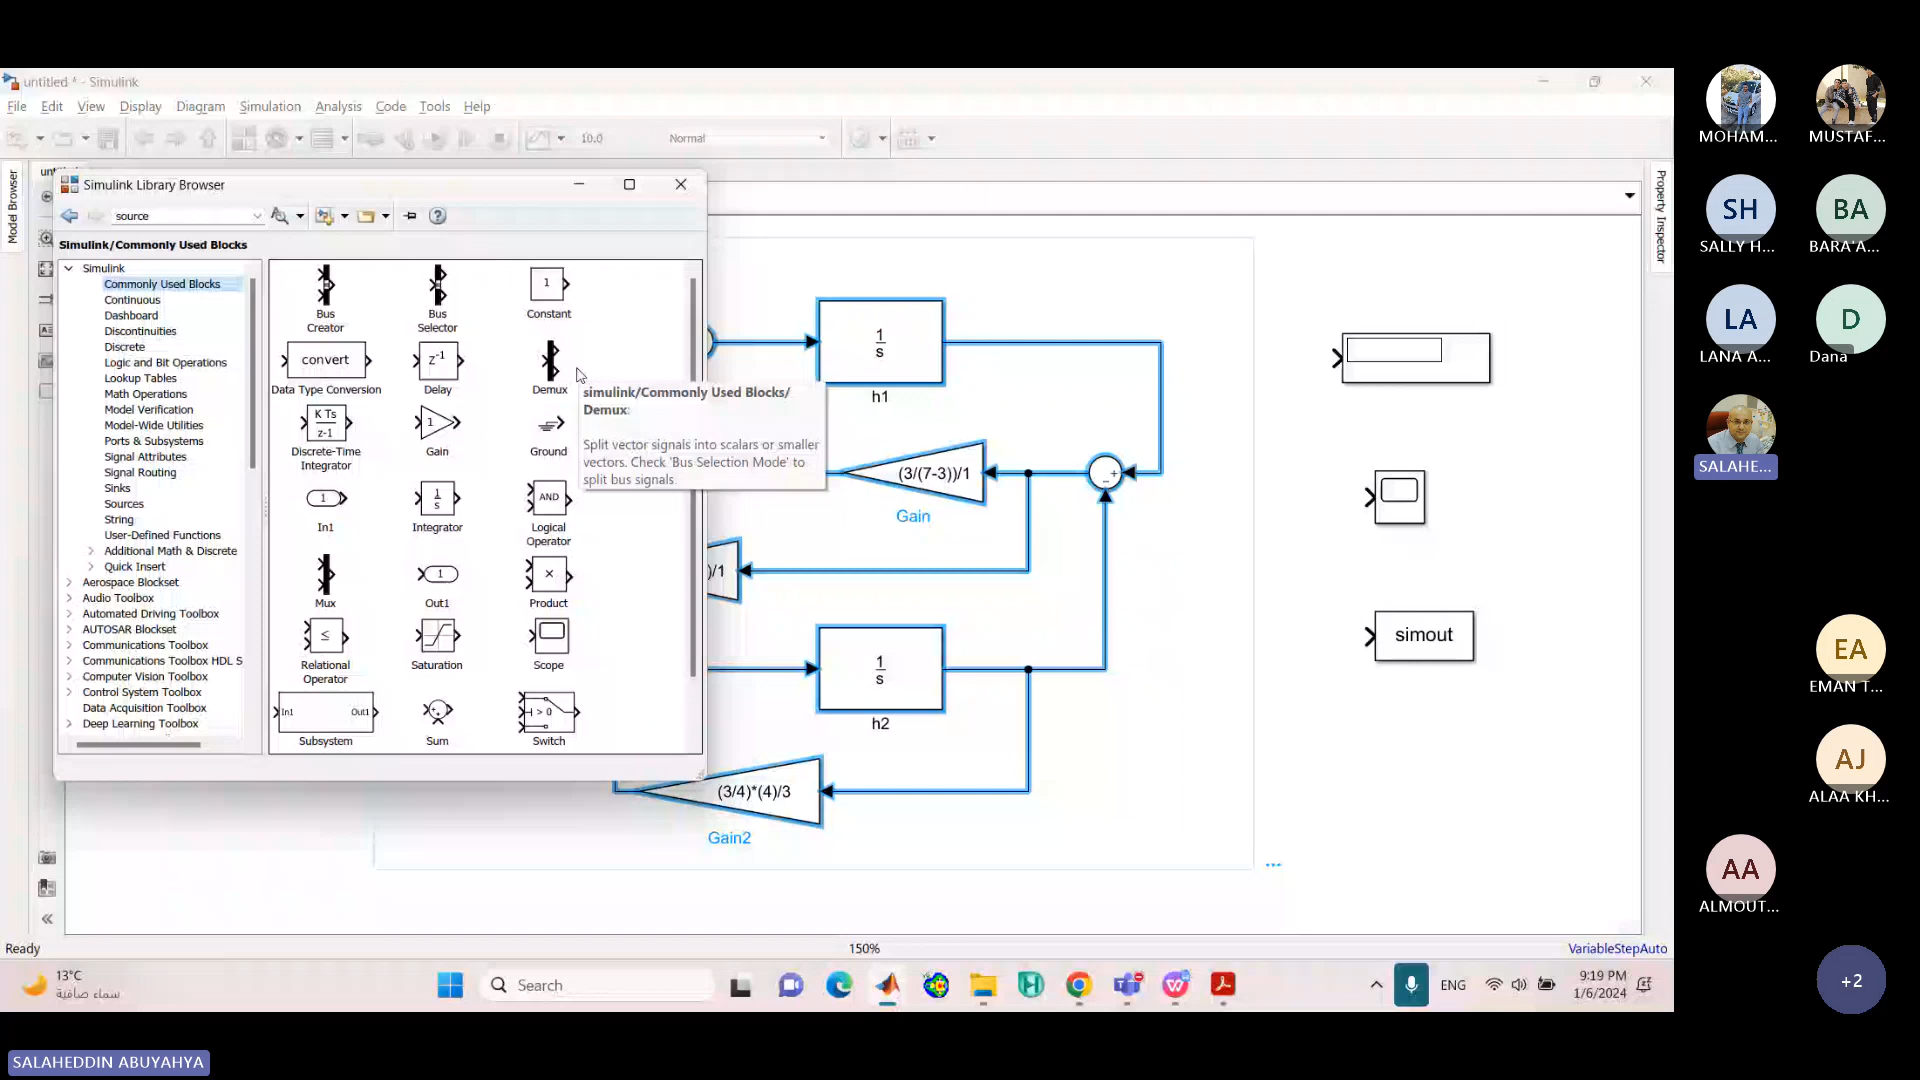 untitled * - Simulink
File Edit View Display Diagram Simulation Analysis Code Tools Help
10.0 Normal
Model Browser
Simulink Library Browser
source
Simulink/Commonly Used Blocks
Simulink
Commonly Used Blocks
Continuous
Dashboard
Discontinuities
Discrete
Logic and Bit Operations
Lookup Tables
Math Operations
Model Verification
Model-Wide Utilities
Ports & Subsystems
Signal Attributes
Signal Routing
Sinks
Sources
String
User-Defined Functions
Additional Math & Discrete
Quick Insert
Aerospace Blockset
Audio Toolbox
Automated Driving Toolbox
AUTOSAR Blockset
Communications Toolbox
Communications Toolbox HDL S
Computer Vision Toolbox
Control System Toolbox
Data Acquisition Toolbox
Deep Learning Toolbox
1
Bus Creator
Bus Selector
Constant
convert
z-1
Data Type Conversion
Delay
Demux
K Ts
z-1
1
Discrete-Time Integrator
Gain
Ground
1
1
s
AND
In1
Integrator
Logical Operator
1
×
Mux
Out1
Product
≤
Relational Operator
Saturation
Scope
In1 Out1
> 0
Subsystem
Sum
Switch
simulink/Commonly Used Blocks/
Demux:
Split vector signals into scalars or smaller
vectors. Check 'Bus Selection Mode' to
split bus signals.
1
s
h1
(3/(7-3))/1
Gain
)/1
1
s
h2
(3/4)*(4)/3
Gain2
+
-
simout
Property Inspector
Ready
150%
VariableStepAuto
13°C
سماء صافية
Search
ENG
9:19 PM
1/6/2024
MOHAM...
MUSTAF...
SH
SALLY H...
BA
BARA'A...
LA
LANA A...
D
Dana
SALAHE...
EA
EMAN T...
AJ
ALAA KH...
AA
ALMOUT...
+2
SALAHEDDIN ABUYAHYA